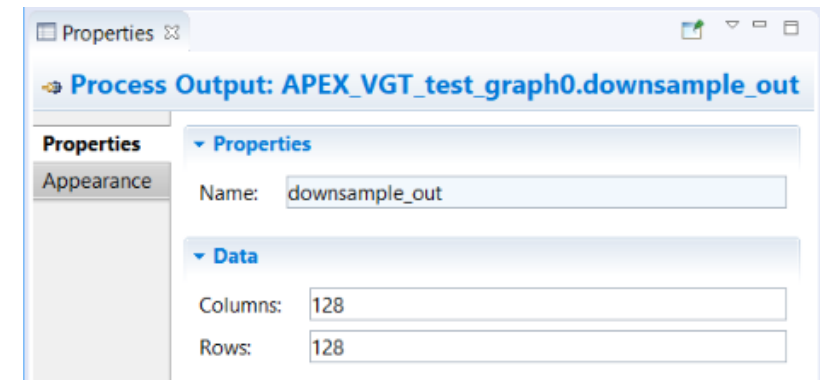 Properties
Process Output: APEX_VGT_test_graph0.downsample_out
Properties
Appearance
Properties
Name: downsample_out
Data
Columns: 128
Rows: 128